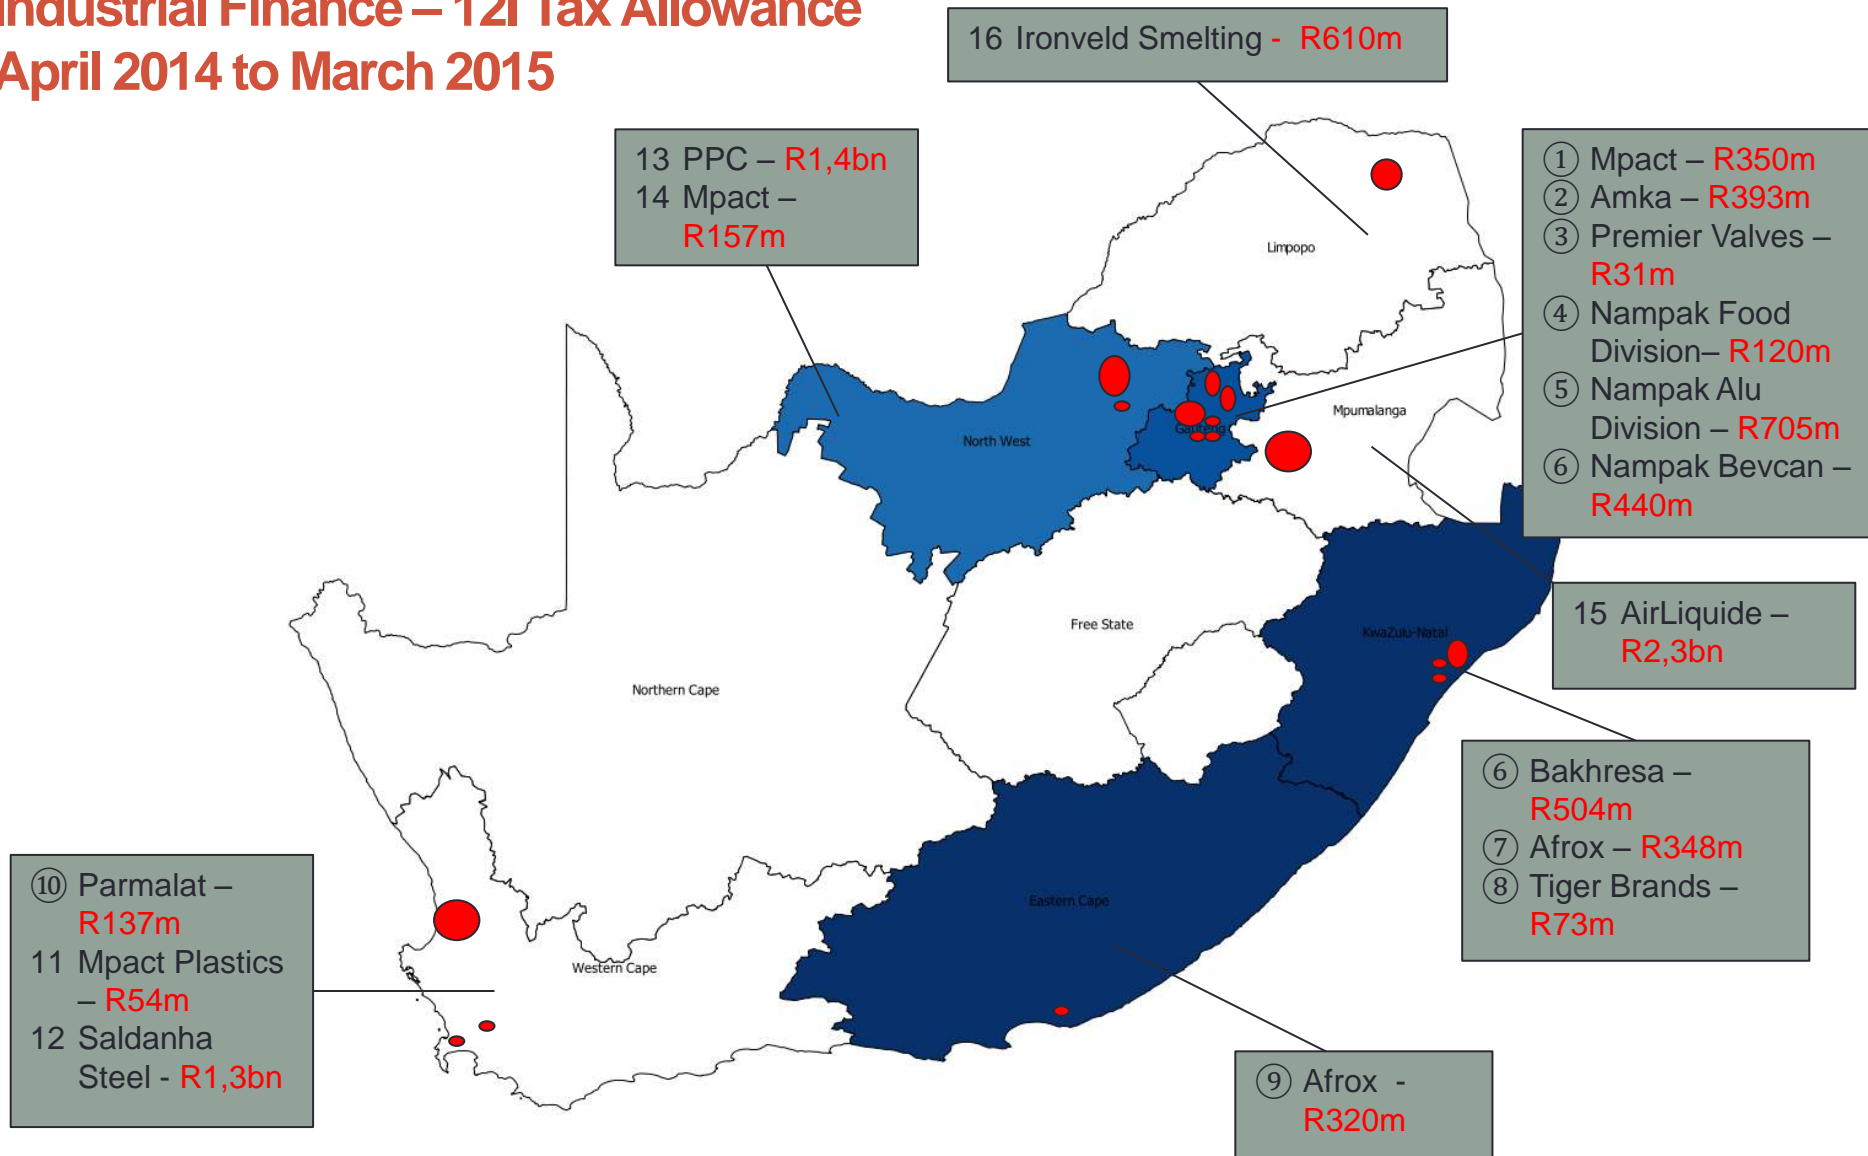 Industrial Finance – 12I Tax Allowance
April 2014 to March 2015
16 Ironveld Smelting - R610m
13 PPC – R1,4bn
14 Mpact –
R157m
① Mpact – R350m
② Amka – R393m
③ Premier Valves –
R31m
④ Nampak Food
Division– R120m
⑤ Nampak Alu
Division – R705m
⑥ Nampak Bevcan –
R440m
Limpopo
Mpumalanga
North West
Gauteng
15 AirLiquide –
R2,3bn
Free State
KwaZulu-Natal
Northern Cape
⑥ Bakhresa –
R504m
⑦ Afrox – R348m
⑧ Tiger Brands –
R73m
⑩ Parmalat –
R137m
11 Mpact Plastics
– R54m
12 Saldanha
Steel - R1,3bn
Eastern Cape
Western Cape
⑨ Afrox -
R320m